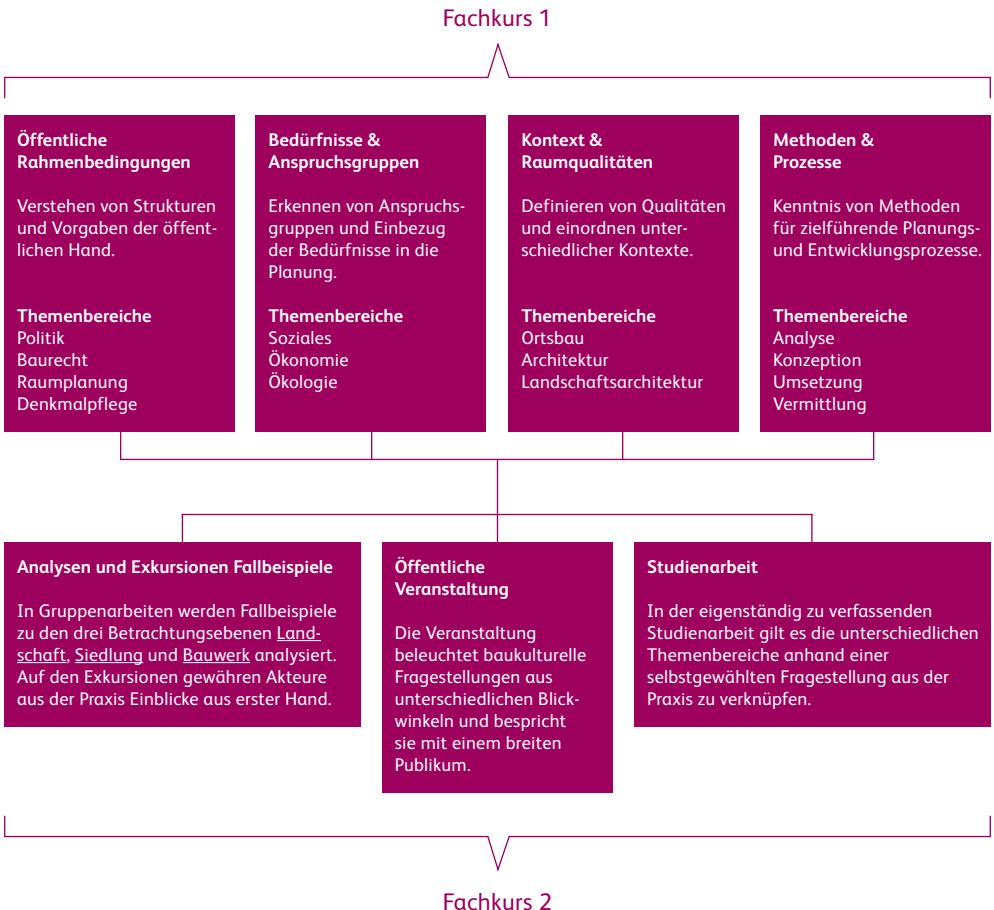 Fachkurs 1
Öffentliche
Rahmenbedingungen
Verstehen von Strukturen
und Vorgaben der öffent-
lichen Hand.
Themenbereiche
Politik
Baurecht
Raumplanung
Denkmalpflege
Bedürfnisse &
Anspruchsgruppen
Erkennen von Anspruchs-
gruppen und Einbezug
der Bedürfnisse in die
Planung.
Themenbereiche
Soziales
Ökonomie
Ökologie
Kontext &
Raumqualitäten
Definieren von Qualitäten
und einordnen unter-
schiedlicher Kontexte.
Themenbereiche
Ortsbau
Architektur
Landschaftsarchitektur
Methoden &
Prozesse
Kenntnis von Methoden
für zielführende Planungs-
und Entwicklungsprozesse.
Themenbereiche
Analyse
Konzeption
Umsetzung
Vermittlung
Analysen und Exkursionen Fallbeispiele
In Gruppenarbeiten werden Fallbeispiele
zu den drei Betrachtungsebenen Land-
schaft, Siedlung und Bauwerk analysiert.
Auf den Exkursionen gewähren Akteure
aus der Praxis Einblicke aus erster Hand.
Öffentliche
Veranstaltung
Die Veranstaltung
beleuchtet baukulturelle
Fragestellungen aus
unterschiedlichen Blick-
winkeln und bespricht
sie mit einem breiten
Publikum.
Studienarbeit
In der eigenständig zu verfassenden
Studienarbeit gilt es die unterschiedlichen
Themenbereiche anhand einer
selbstgewählten Fragestellung aus der
Praxis zu verknüpfen.
Fachkurs 2